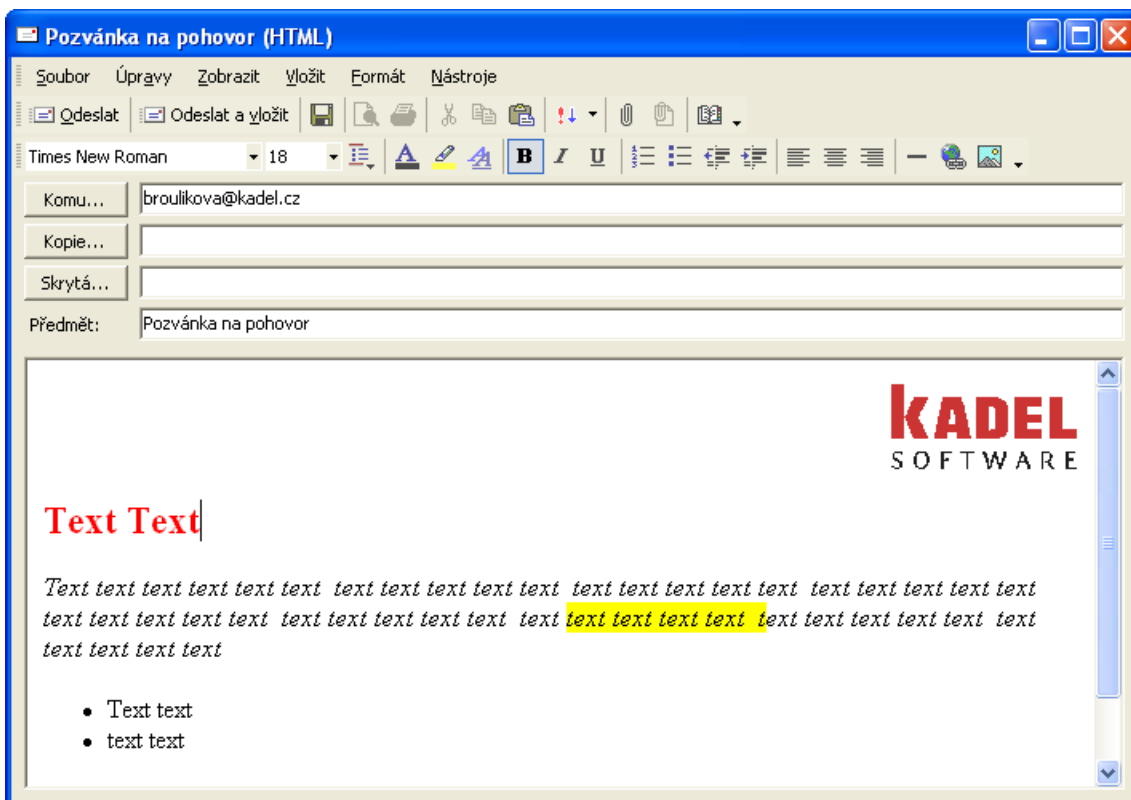 Pozvánka na pohovor (HTML)
Soubor Úpravy Zobrazit Vložit Formát Nástroje
Odeslat Odeslat a vložit
Times New Roman 18 A B I U
Komu... broulikova@kadel.cz
Kopie...
Skrytá...
Předmět: Pozvánka na pohovor
KADEL
SOFTWARE
Text Text
Text text text text text text text text text text text text text text text text text text text text text
text text text text text text text text text text text text text text text text text text text text text
text text text text
• Text text
• text text